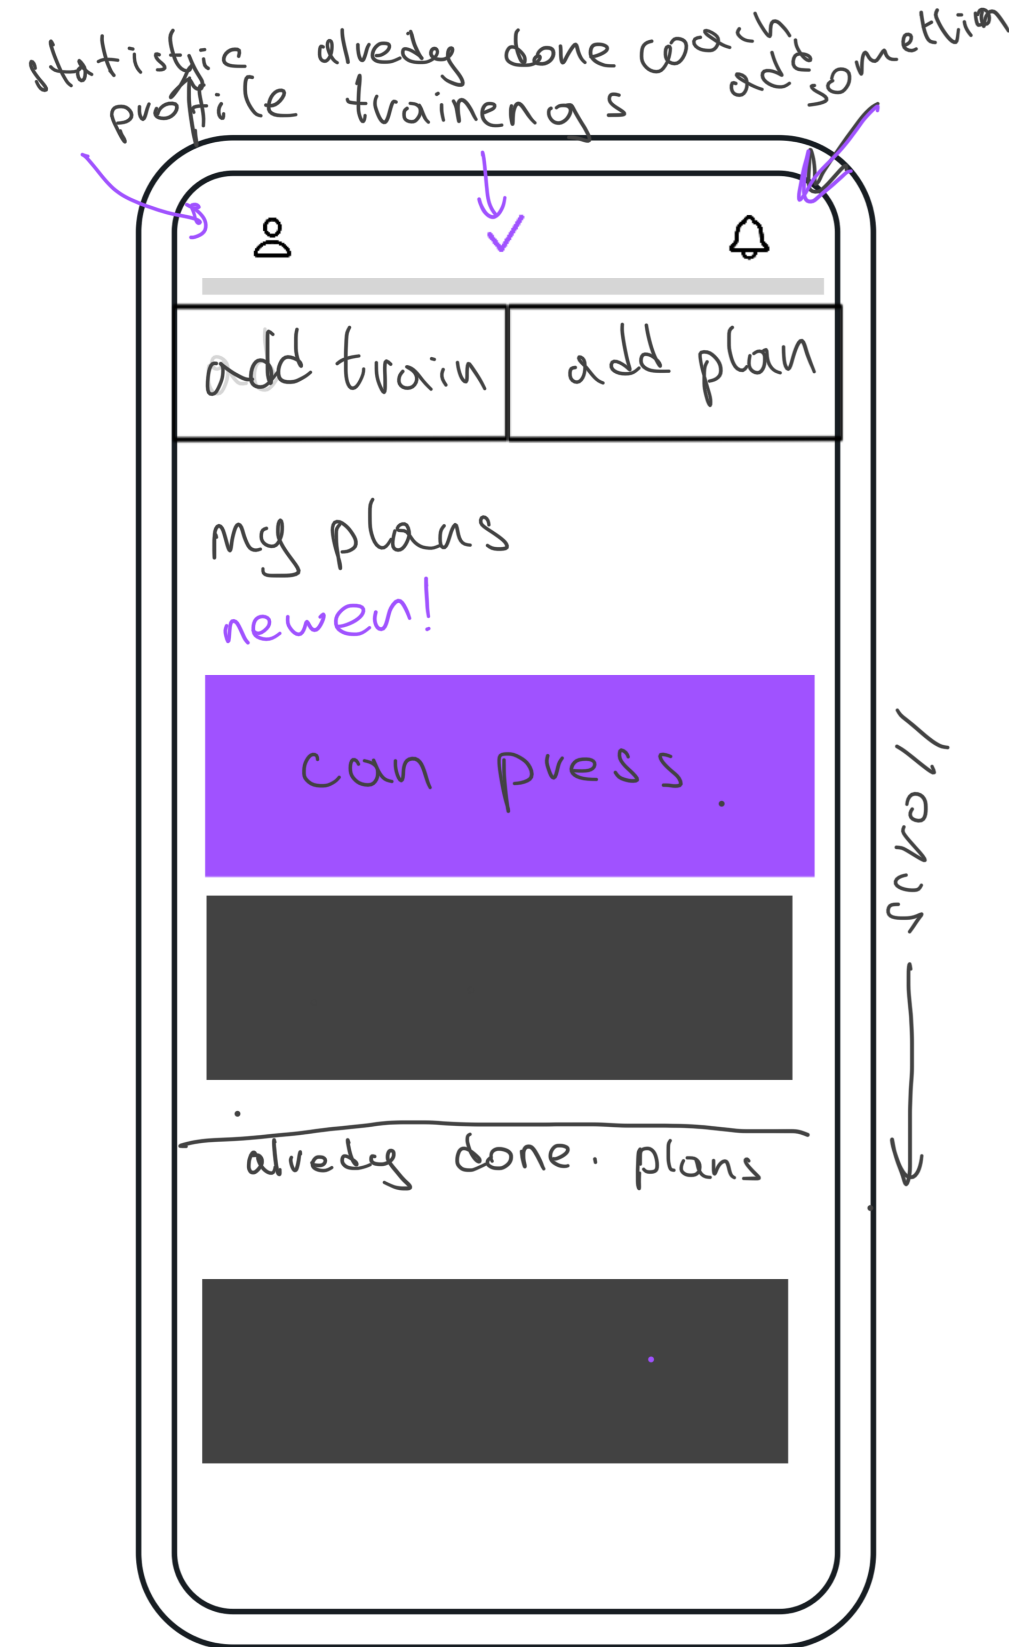 statistic alredy done coach
profile trainengs add somethin
add train add plan
my plans
newer!
can press.
scroll
alredy done. plans